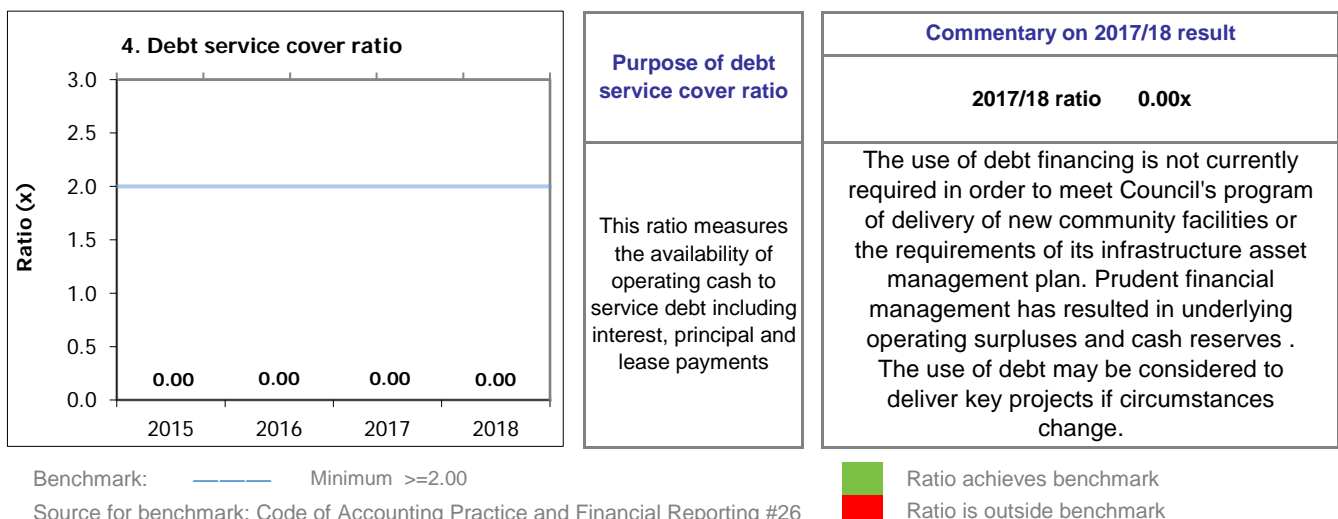 4. Debt service cover ratio
3.0
2.5
2.0
1.5
1.0
0.5
0.0
Ratio (x)
0.00 0.00 0.00 0.00
2015 2016 2017 2018
Purpose of debt
service cover ratio
This ratio measures
the availability of
operating cash to
service debt including
interest, principal and
lease payments
Commentary on 2017/18 result
2017/18 ratio 0.00x
The use of debt financing is not currently
required in order to meet Council's program
of delivery of new community facilities or
the requirements of its infrastructure asset
management plan. Prudent financial
management has resulted in underlying
operating surpluses and cash reserves .
The use of debt may be considered to
deliver key projects if circumstances
change.
Benchmark: Minimum >=2.00
Source for benchmark: Code of Accounting Practice and Financial Reporting #26
Ratio achieves benchmark
Ratio is outside benchmark